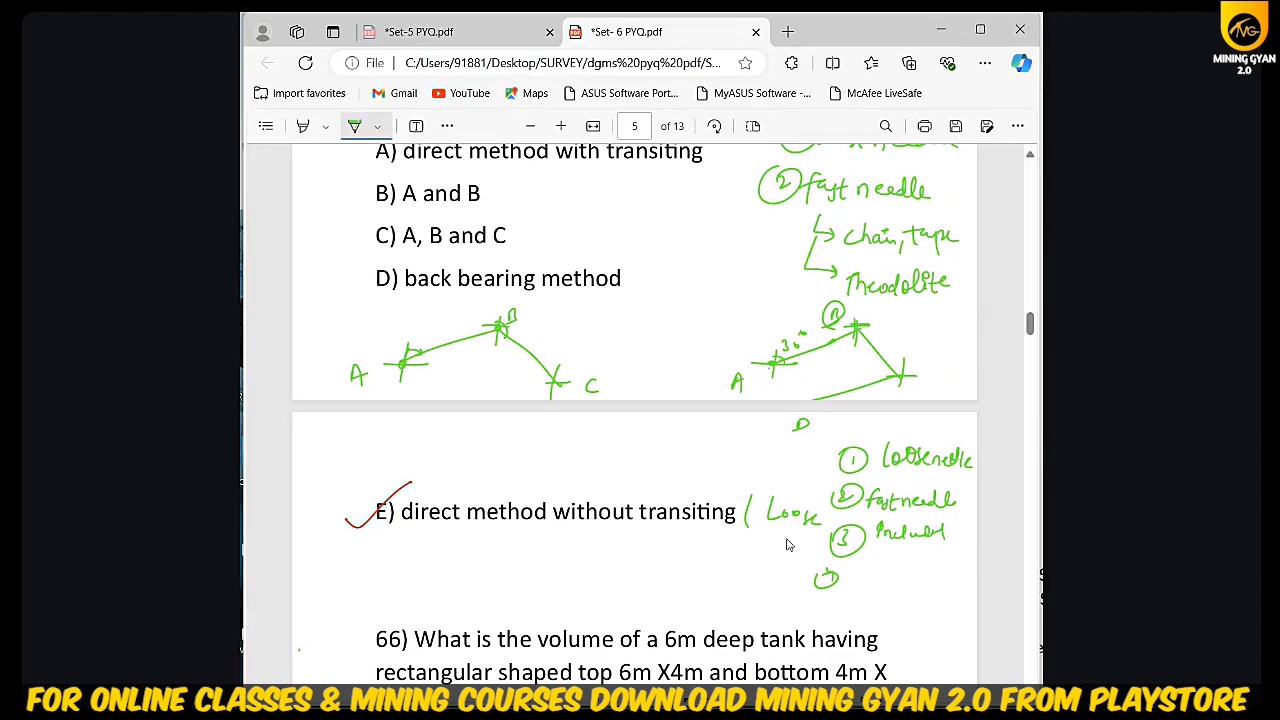 *Set-5 PYQ.pdf
*Set- 6 PYQ.pdf
File
C:/Users/91881/Desktop/SURVEY/dgms%20pyq%20pdf/S...
Import favorites
Gmail
YouTube
Maps
ASUS Software Port...
MyASUS Software -...
McAfee LiveSafe
5 of 13
MINING GYAN
2.0
A) direct method with transiting
B) A and B
C) A, B and C
D) back bearing method
2 fast needle
chain, tape
Theodolite
A
B
C
A
30°
B
D
1 Loose needle
2 fast needle
3 Included
E) direct method without transiting ( Loose
66) What is the volume of a 6m deep tank having
rectangular shaped top 6m X4m and bottom 4m X
FOR ONLINE CLASSES & MINING COURSES DOWNLOAD MINING GYAN 2.0 FROM PLAYSTORE